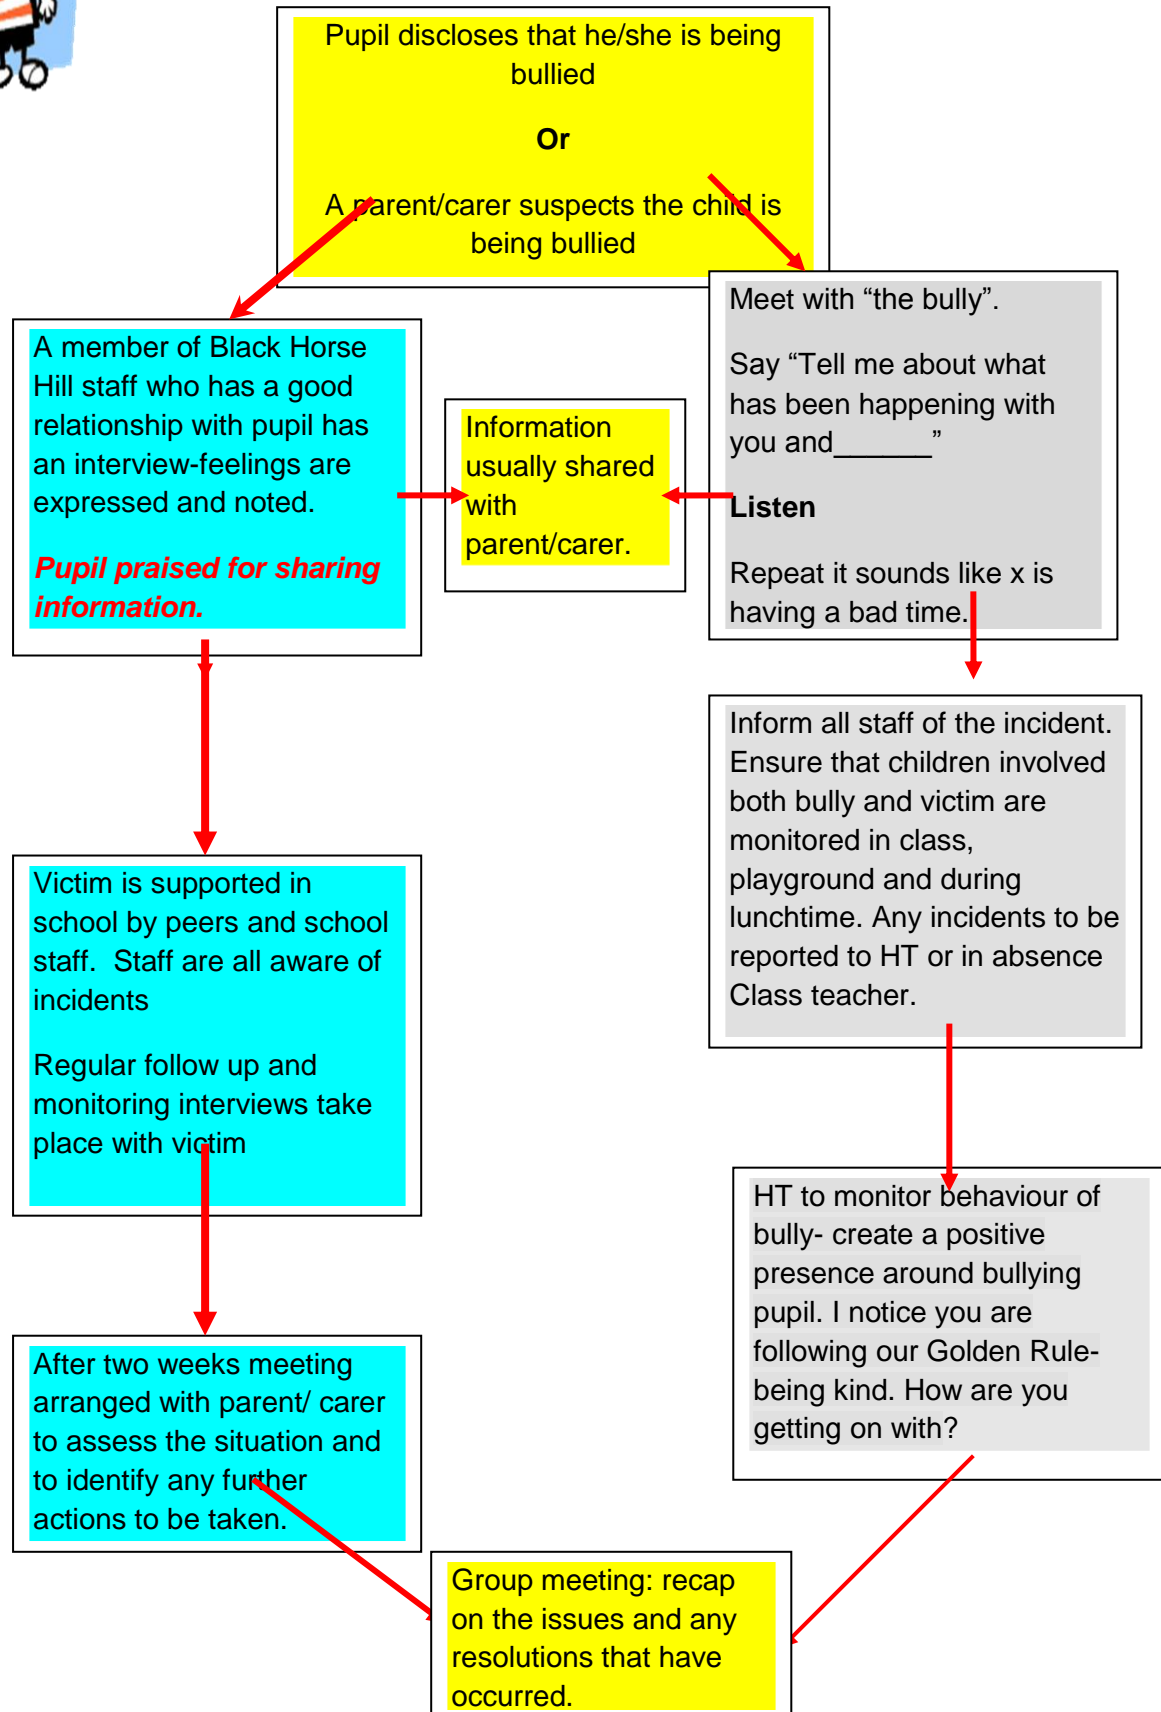 Pupil discloses that he/she is being
bullied
Or
A parent/carer suspects the child is
being bullied
A member of Black Horse
Hill staff who has a good
relationship with pupil has
an interview-feelings are
expressed and noted.
Pupil praised for sharing
information.
Information
usually shared
with
parent/carer.
Meet with “the bully”.
Say “Tell me about what
has been happening with
you and______”
Listen
Repeat it sounds like x is
having a bad time.
Inform all staff of the incident.
Ensure that children involved
both bully and victim are
monitored in class,
playground and during
lunchtime. Any incidents to be
reported to HT or in absence
Class teacher.
Victim is supported in
school by peers and school
staff.  Staff are all aware of
incidents
Regular follow up and
monitoring interviews take
place with victim
HT to monitor behaviour of
bully- create a positive
presence around bullying
pupil. I notice you are
following our Golden Rule-
being kind. How are you
getting on with?
After two weeks meeting
arranged with parent/ carer
to assess the situation and
to identify any further
actions to be taken.
Group meeting: recap
on the issues and any
resolutions that have
occurred.